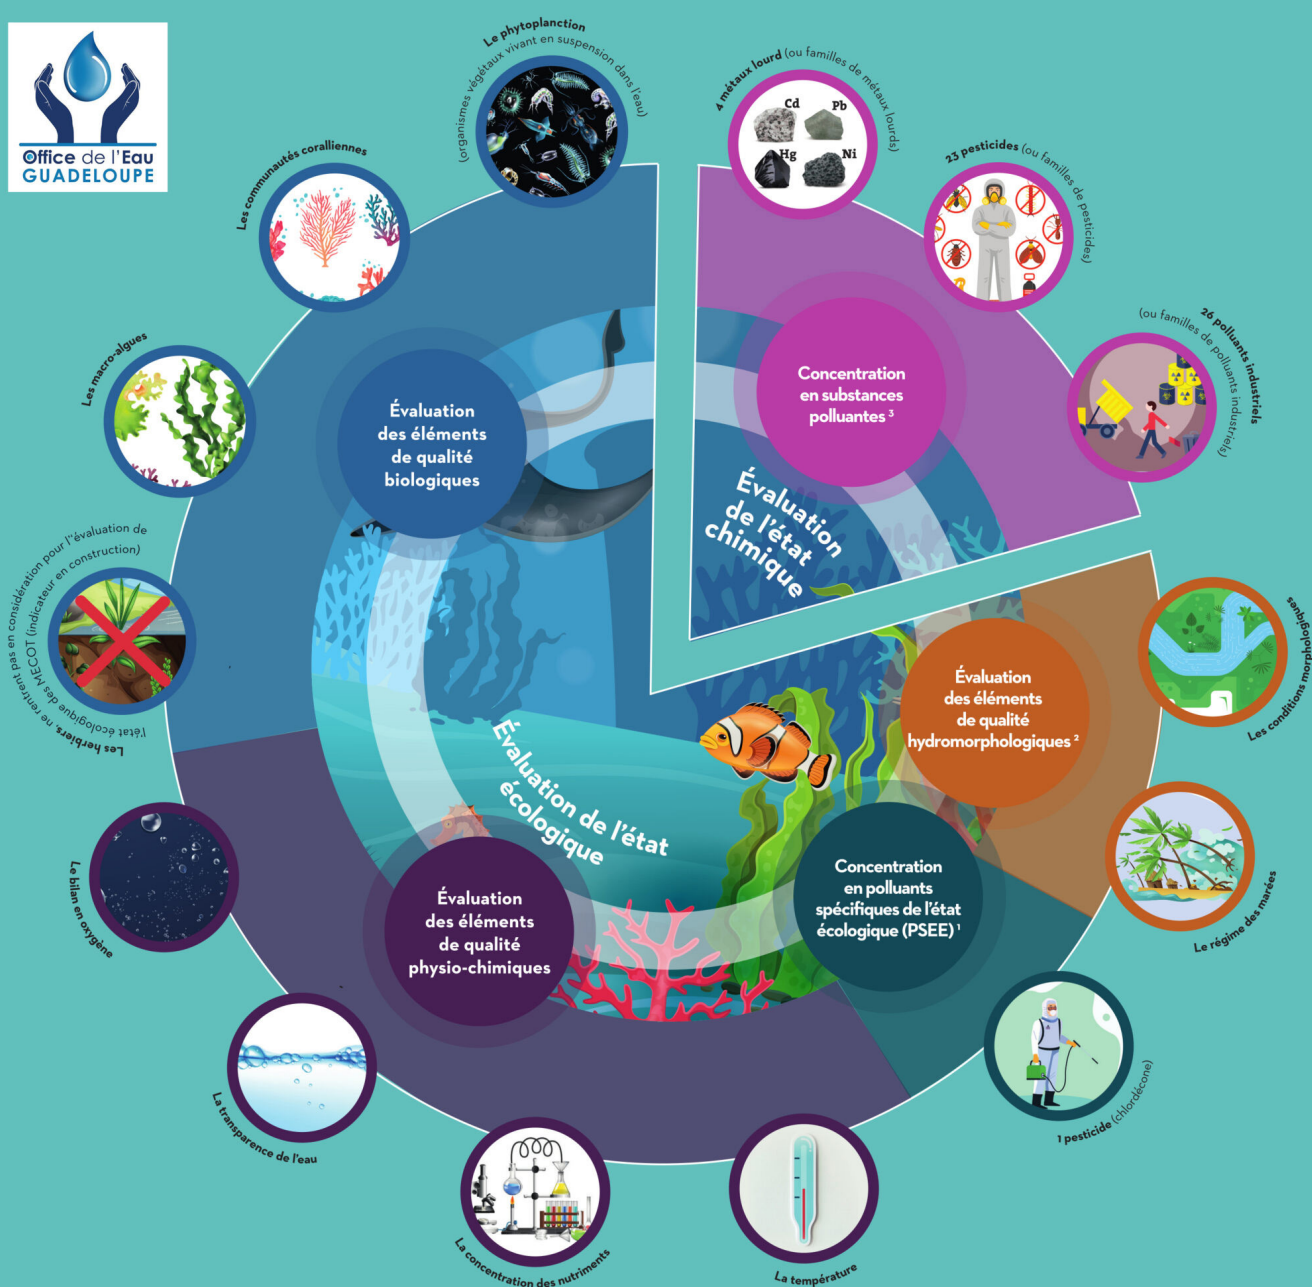 Office de l'Eau
GUADELOUPE
Le phytoplanction
(organismes végétaux vivant en suspension dans l'eau)
4 métaux lourd (ou familles de métaux lourds)
Cd
Pb
Hg
Ni
23 pesticides (ou familles de pesticides)
26 polluants industriels
(ou familles de polluants industriels)
Les communautés coralliennes
Les macro-algues
Les herbiers, ne rentrent pas en considération pour l'"évaluation de
l'état écologique des MECOT (indicateur en construction)
Évaluation
des éléments
de qualité
biologiques
Concentration
en substances
polluantes ³
Évaluation
de l'état
chimique
Évaluation
des éléments
de qualité
hydromorphologiques ²
Les conditions morphologiques
Le régime des marées
Évaluation de l'état
écologique
Concentration
en polluants
spécifiques de l'état
écologique (PSEE) ¹
1 pesticide (chlordécone)
Évaluation
des éléments
de qualité
physio-chimiques
Le bilan en oxygène
La transparence de l'eau
La concentration des nutriments
La température